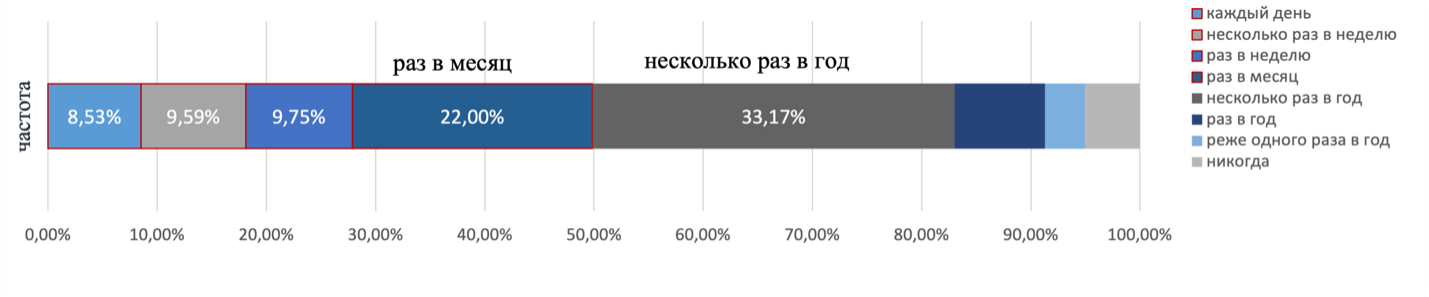 раз в месяц
несколько раз в год
частота
8,53%
9,59%
9,75%
22,00%
33,17%
0,00%
10,00%
20,00%
30,00%
40,00%
50,00%
60,00%
70,00%
80,00%
90,00%
100,00%
каждый день
несколько раз в неделю
раз в неделю
раз в месяц
несколько раз в год
раз в год
реже одного раза в год
никогда